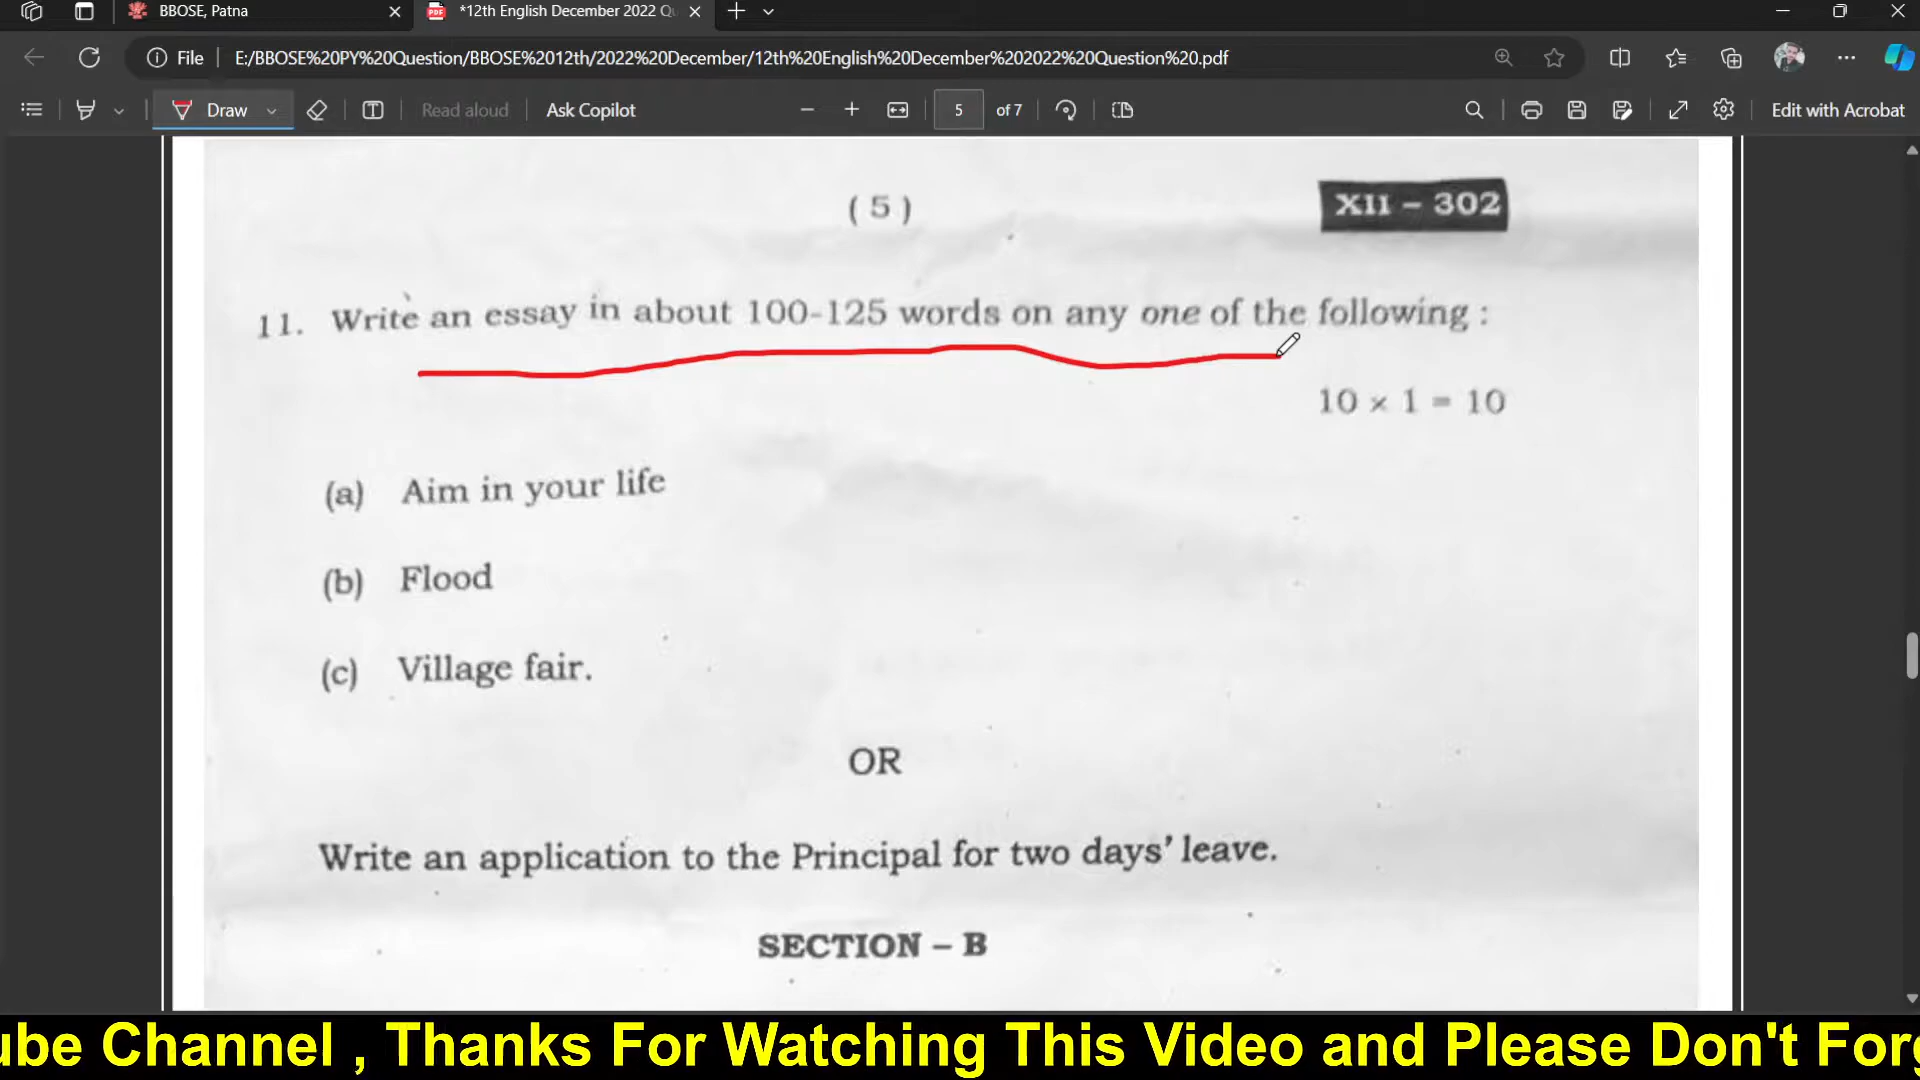 BBOSE, Patna
*12th English December 2022 Qu
File
E:/BBOSE%20PY%20Question/BBOSE%2012th/2022%20December/12th%20English%20December%202022%20Question%20.pdf
Draw
Read aloud
Ask Copilot
5
of 7
Edit with Acrobat
( 5 )
XII – 302
11. Write an essay in about 100-125 words on any one of the following :
10 × 1 = 10
(a) Aim in your life
(b) Flood
(c) Village fair.
OR
Write an application to the Principal for two days' leave.
SECTION – B
ube Channel , Thanks For Watching This Video and Please Don't Forg